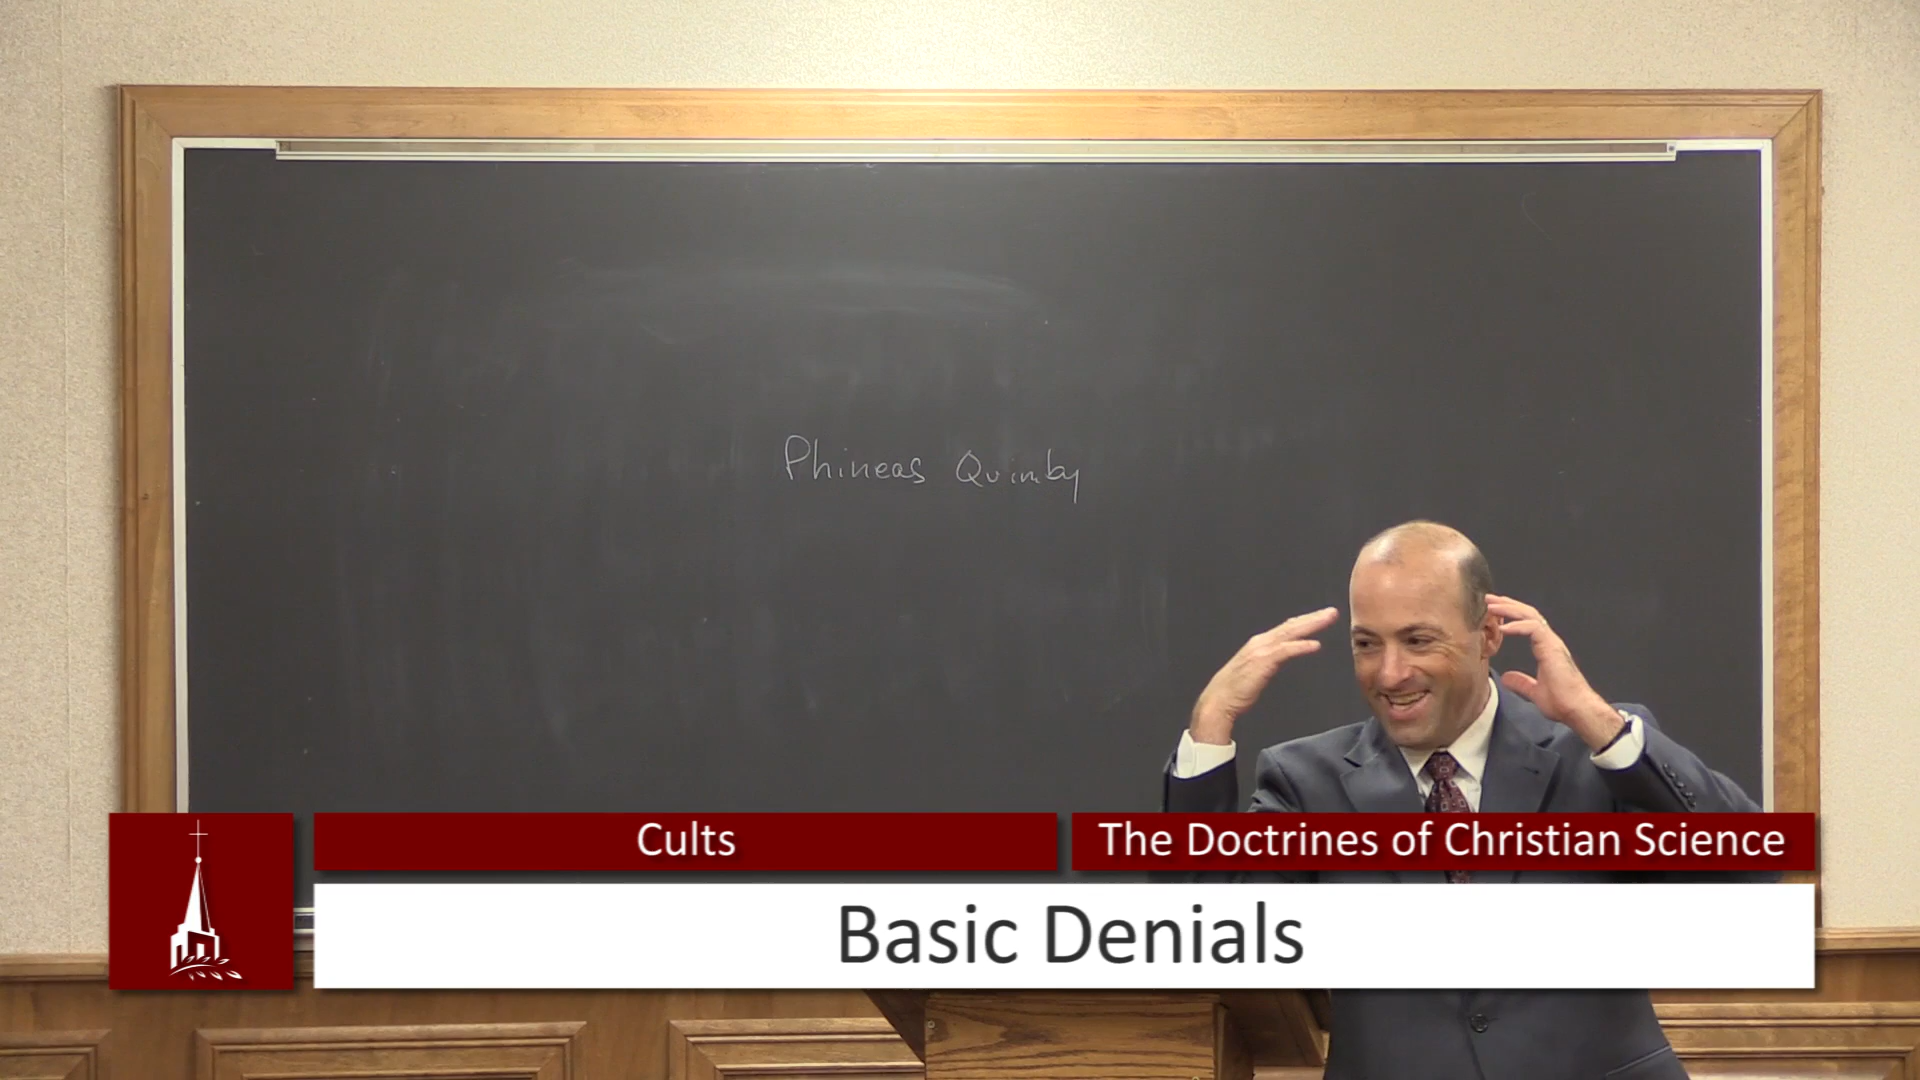 Phineas Quimby
Cults
The Doctrines of Christian Science
Basic Denials